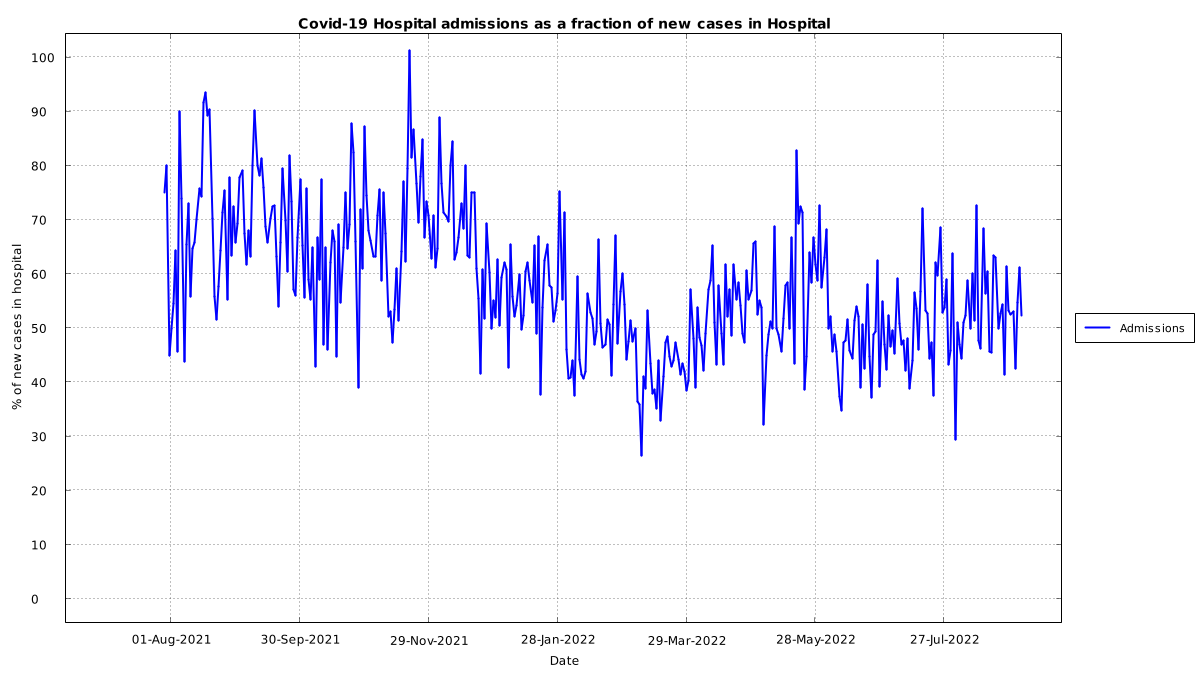 Covid-19 Hospital admissions as a fraction of new cases in Hospital
100
90
80
70
60
50
40
30
20
10
0
% of new cases in hospital
01-Aug-2021
30-Sep-2021
29-Nov-2021
28-Jan-2022
29-Mar-2022
28-May-2022
27-Jul-2022
Date
Admissions